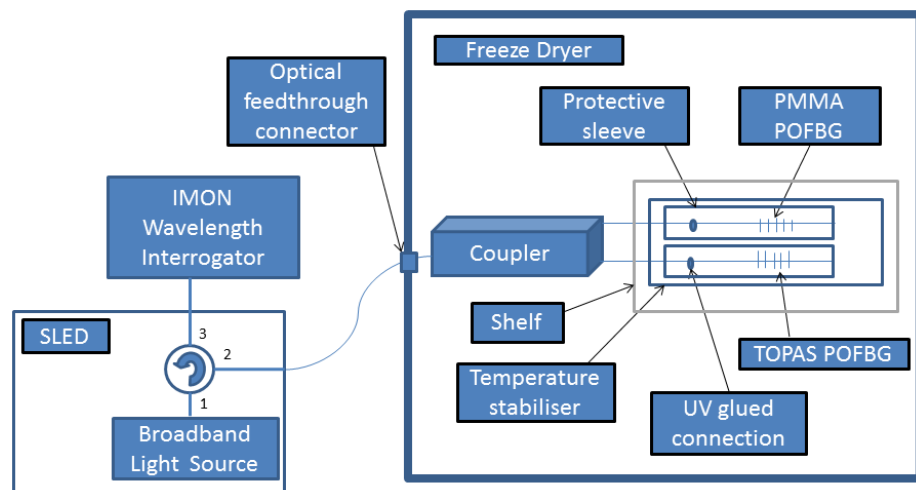 Freeze Dryer
Optical
feedthrough
connector
Protective
sleeve
PMMA
POFBG
IMON
Wavelength
Interrogator
Coupler
SLED
3
2
1
Shelf
TOPAS POFBG
Temperature
stabiliser
UV glued
connection
Broadband
Light Source